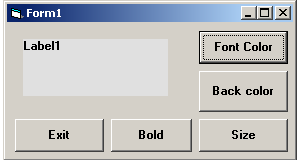 Form1
Label1
Font Color
Back color
Exit
Bold
Size